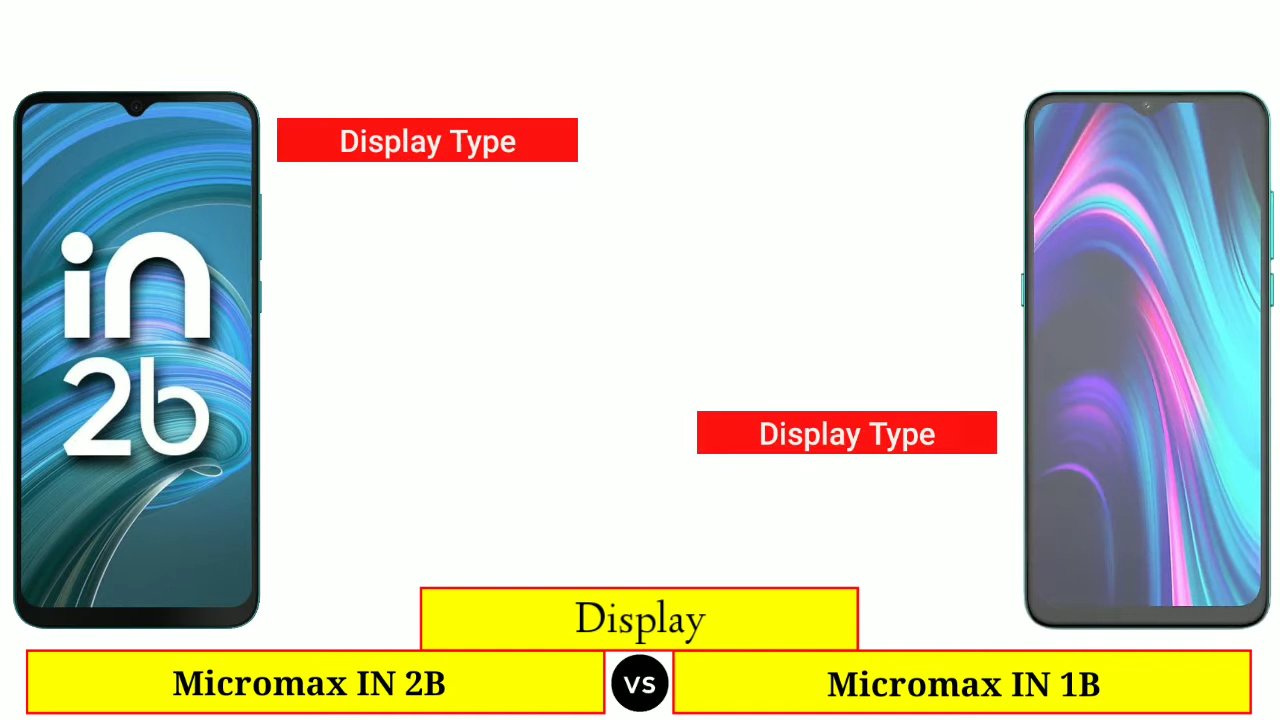 Display Type
iN
2b
Display Type
Display
Micromax IN 2B
vs
Micromax IN 1B